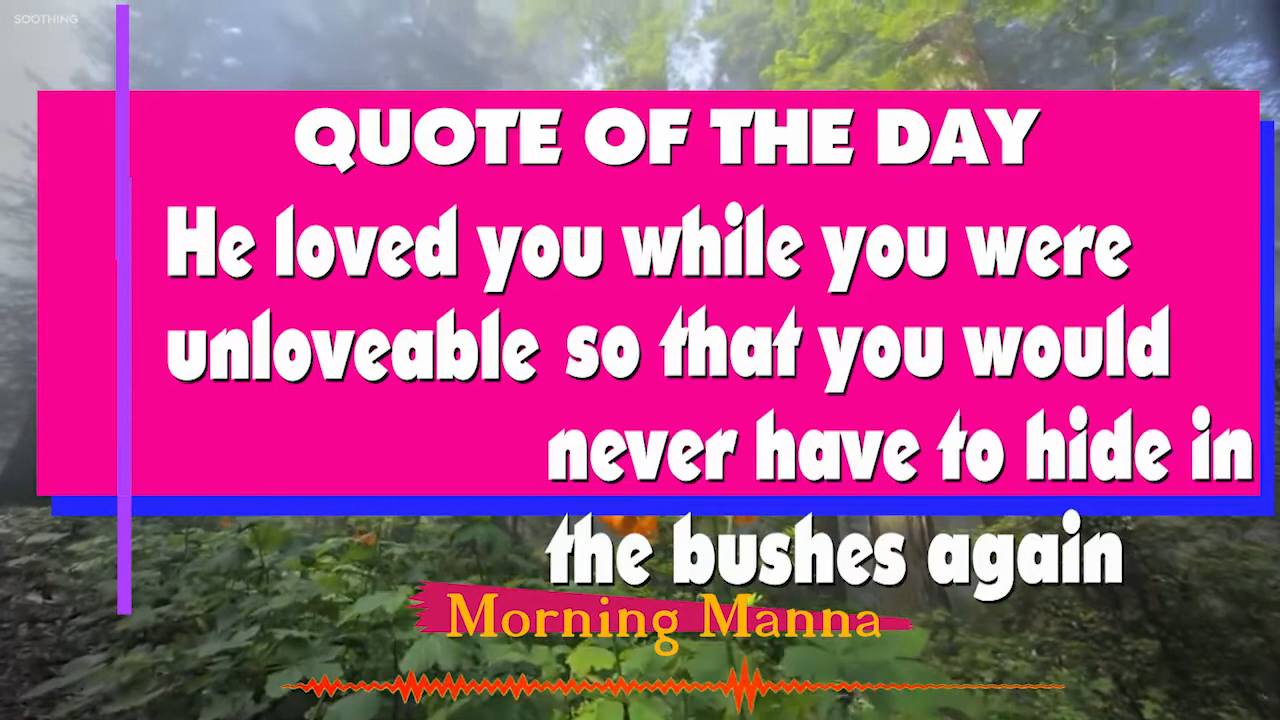 SOOTHING
QUOTE OF THE DAY
He loved you while you were
unloveable so that you would
never have to hide in
the bushes again
Morning Manna